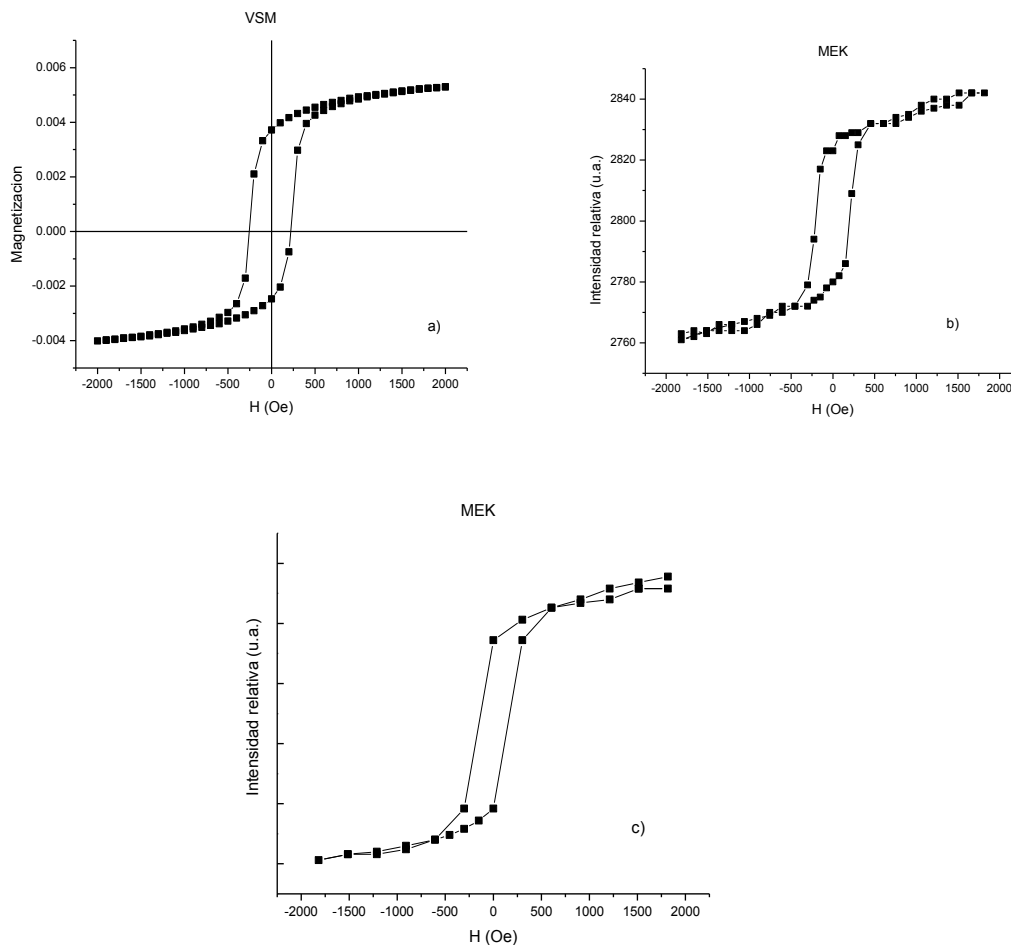 VSM
Magnetizacion
0.006
0.004
0.002
0.000
-0.002
-0.004
a)
-2000 -1500 -1000 -500 0 500 1000 1500 2000
H (Oe)
MEK
Intensidad relativa (u.a.)
2840
2820
2800
2780
2760
b)
-2000 -1500 -1000 -500 0 500 1000 1500 2000
H (Oe)
MEK
Intensidad relativa (u.a.)
c)
-2000 -1500 -1000 -500 0 500 1000 1500 2000
H (Oe)